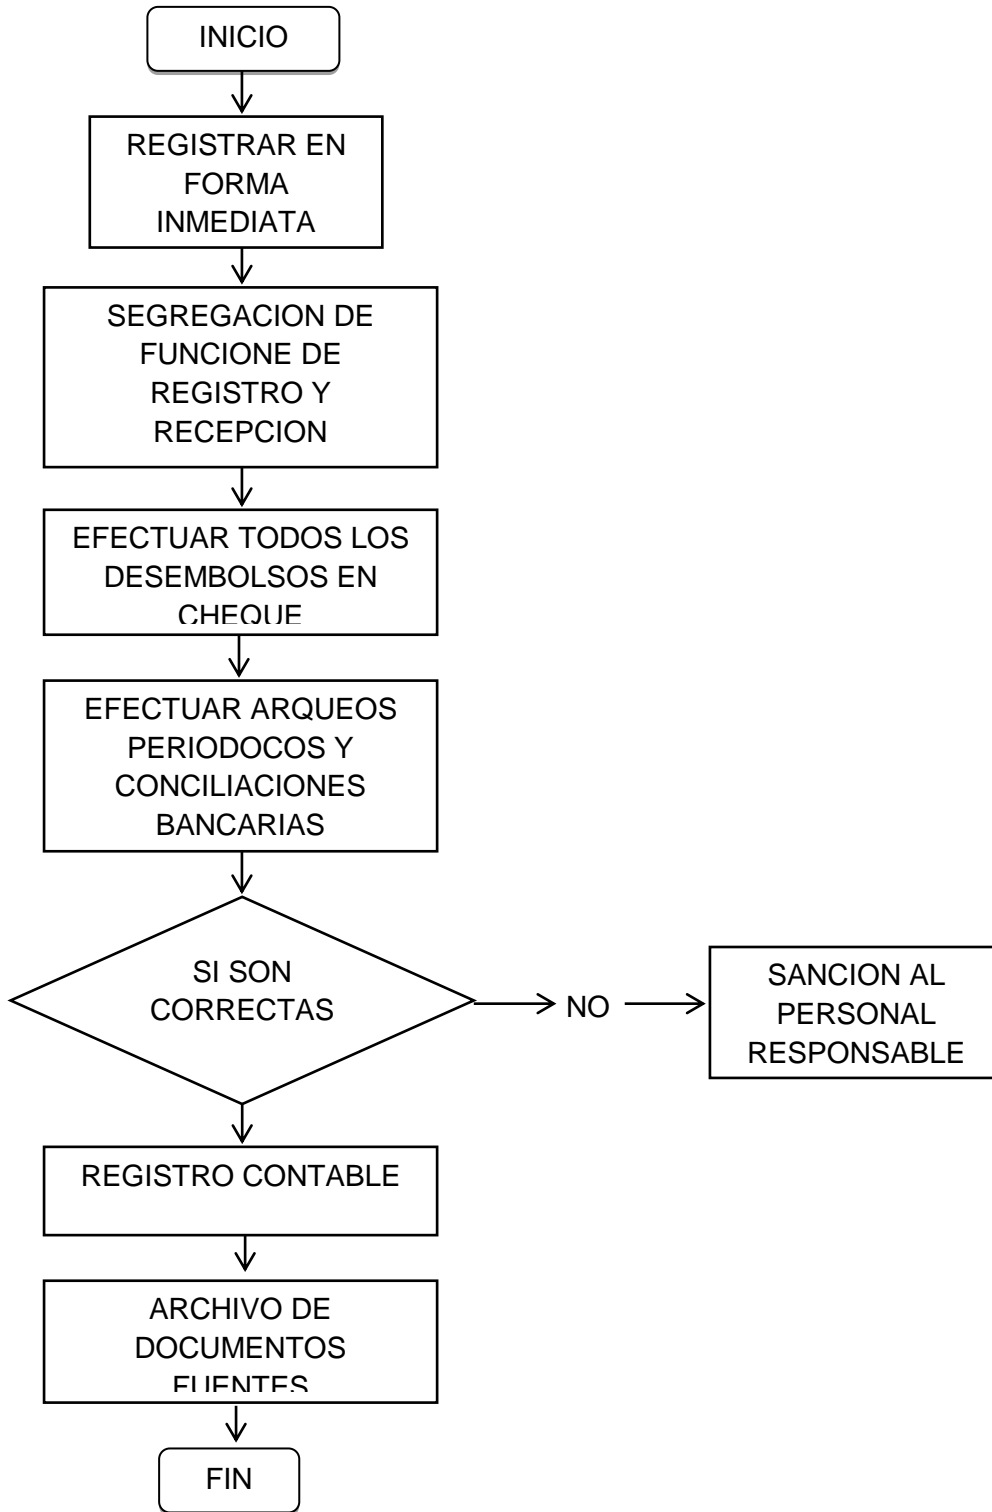 INICIO
REGISTRAR EN
FORMA
INMEDIATA
SEGREGACION DE
FUNCIONE DE
REGISTRO Y
RECEPCION
EFECTUAR TODOS LOS
DESEMBOLSOS EN
CHEQUE
EFECTUAR ARQUEOS
PERIODOCOS Y
CONCILIACIONES
BANCARIAS
SI SON
CORRECTAS
NO
SANCION AL
PERSONAL
RESPONSABLE
REGISTRO CONTABLE
ARCHIVO DE
DOCUMENTOS
FUENTES
FIN